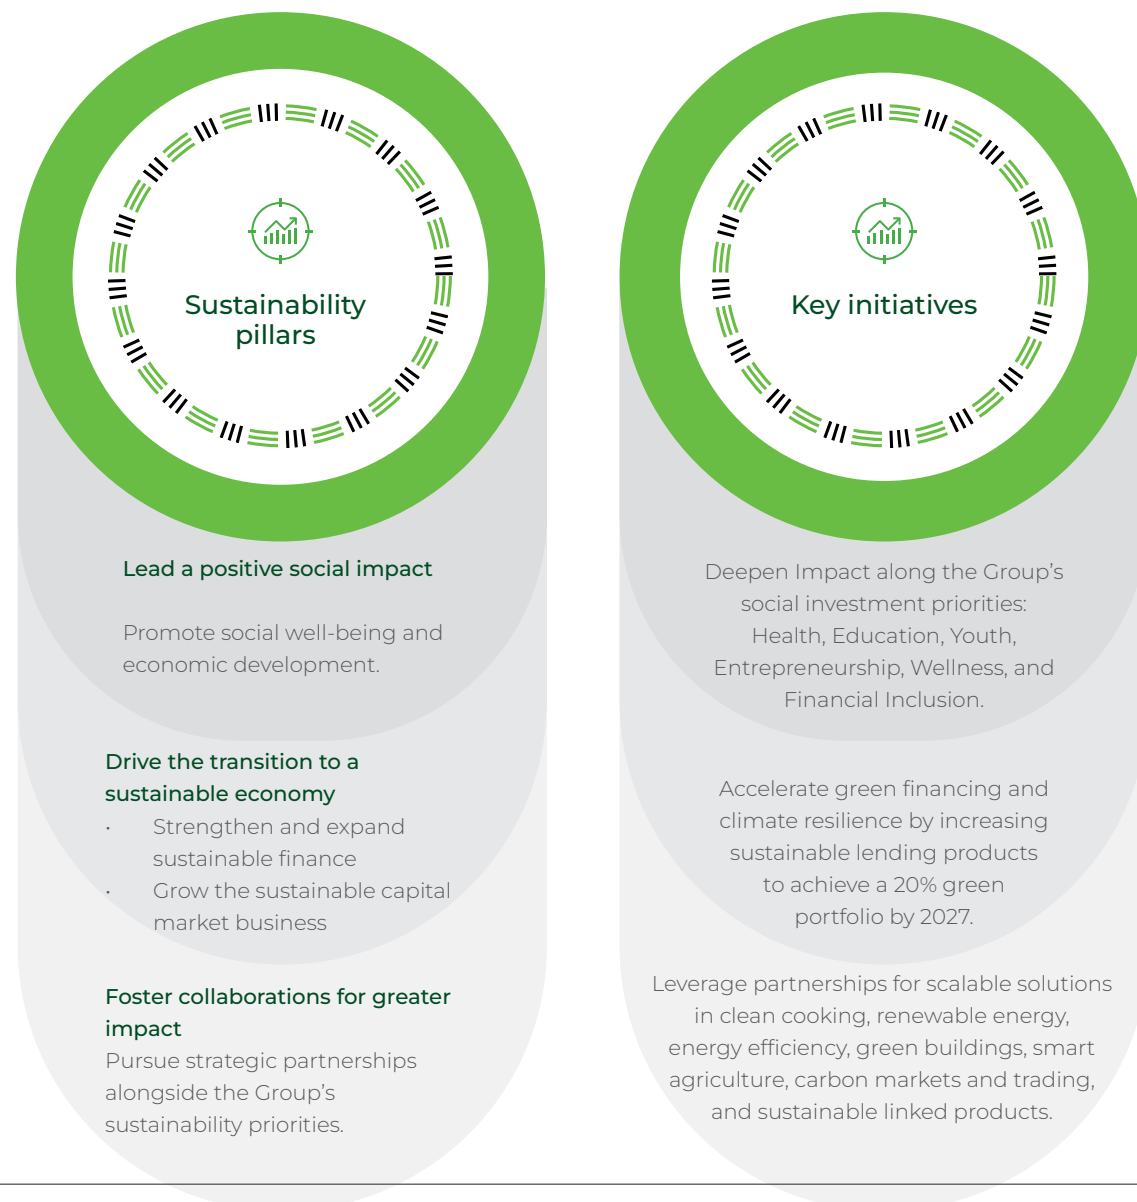 Sustainability
pillars
Lead a positive social impact
Promote social well-being and
economic development.
Drive the transition to a
sustainable economy
• Strengthen and expand
sustainable finance
• Grow the sustainable capital
market business
Foster collaborations for greater
impact
Pursue strategic partnerships
alongside the Group’s
sustainability priorities.
Key initiatives
Deepen Impact along the Group’s
social investment priorities:
Health, Education, Youth,
Entrepreneurship, Wellness, and
Financial Inclusion.
Accelerate green financing and
climate resilience by increasing
sustainable lending products
to achieve a 20% green
portfolio by 2027.
Leverage partnerships for scalable solutions
in clean cooking, renewable energy,
energy efficiency, green buildings, smart
agriculture, carbon markets and trading,
and sustainable linked products.